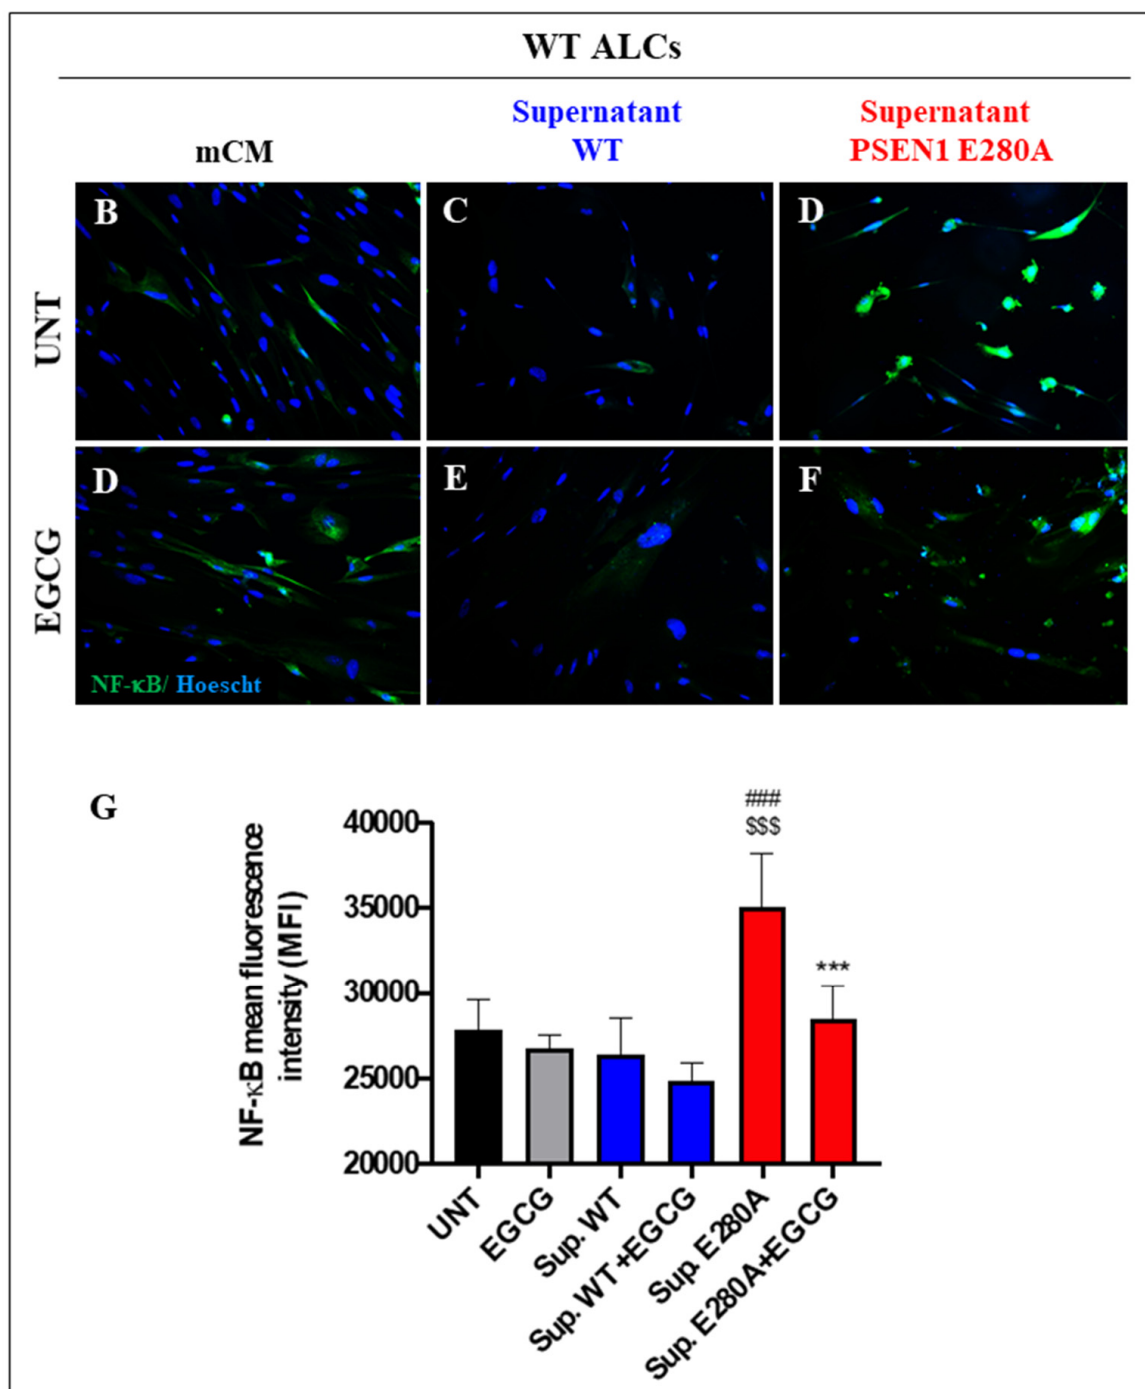 WT ALCs
Supernatant
WT
Supernatant
PSEN1 E280A
mCM
UNT
B
C
D
EGCG
D
E
F
NF-κB/ Hoescht
G
NF-κB mean fluorescence
intensity (MFI)
40000
35000
30000
25000
20000
###
$$$
***
UNT
EGCG
Sup. WT
Sup. WT+EGCG
Sup. E280A
Sup. E280A+EGCG